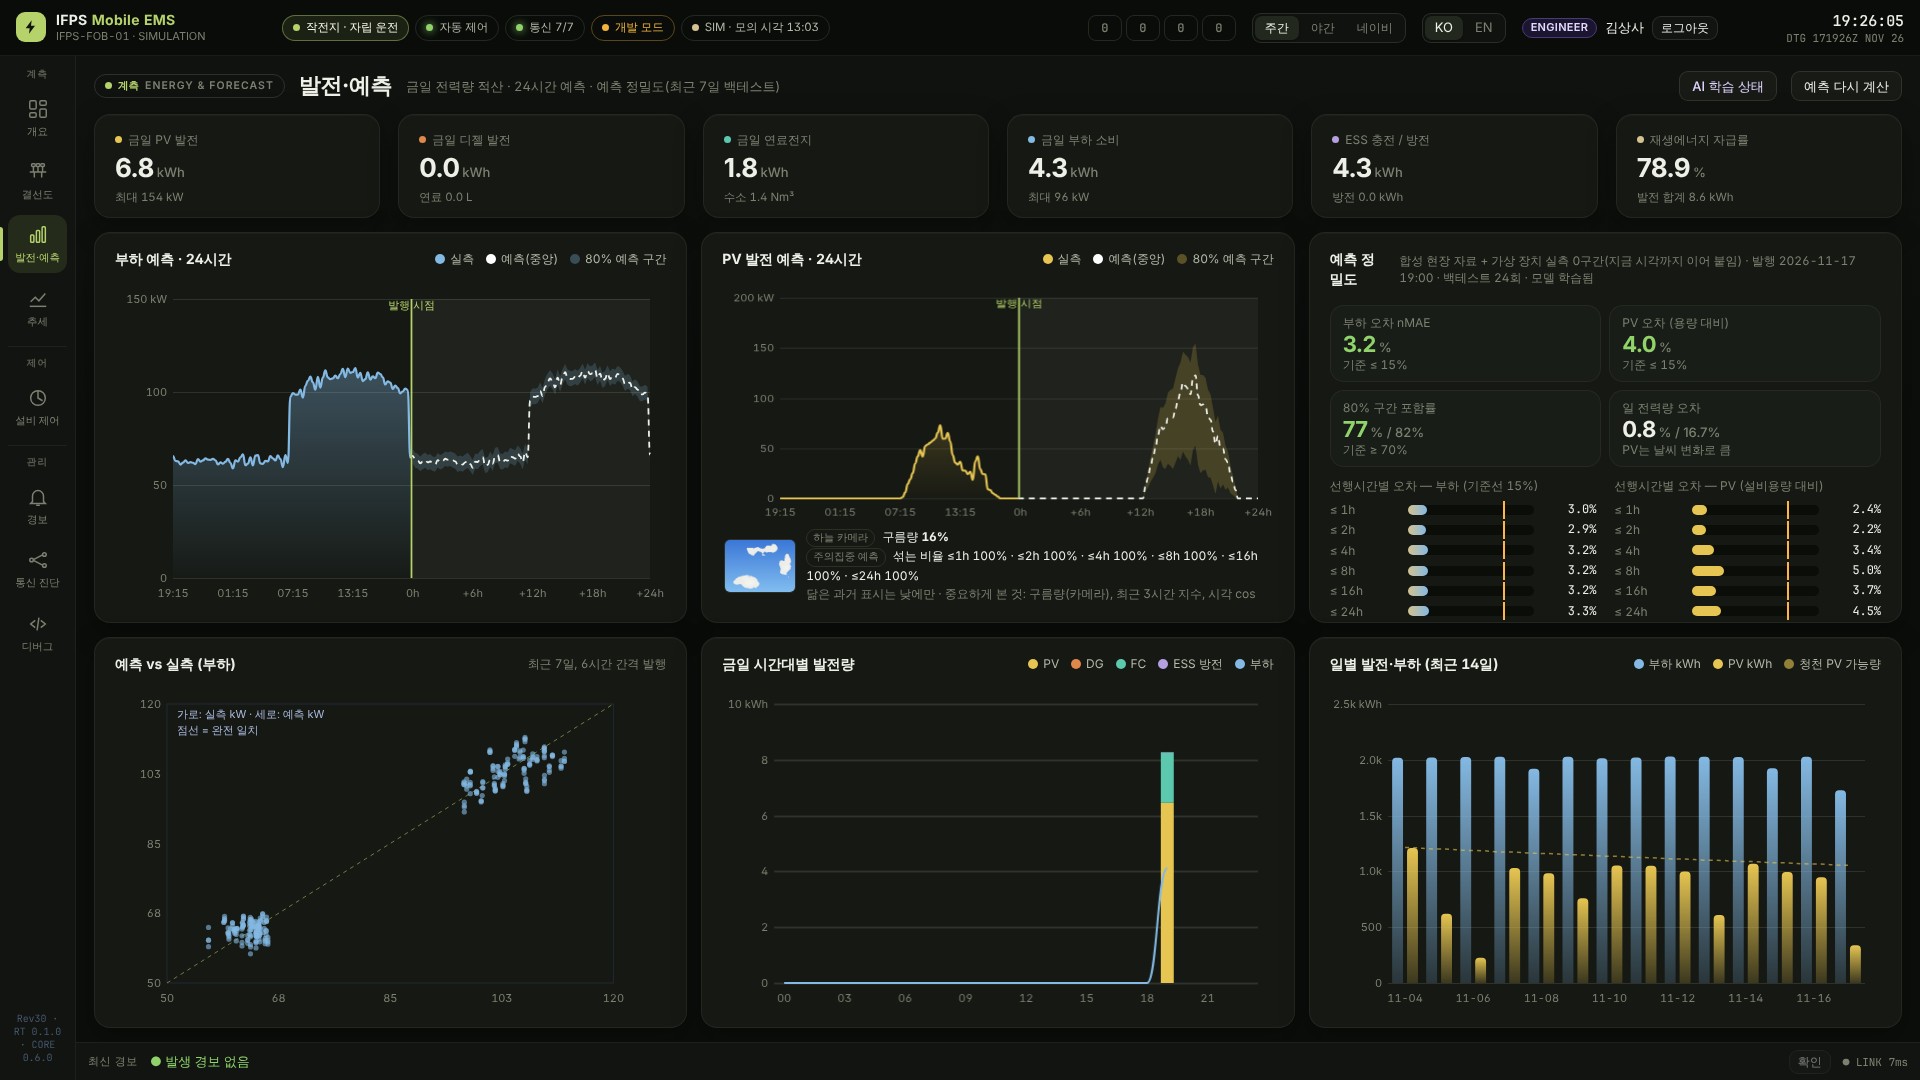 IFPS Mobile EMS
IFPS-FOB-01 · SIMULATION
작전지 · 자립 운전
자동 제어
통신 7/7
개발 모드
SIM · 모의 시각 13:03
0 0 0 0
주간 야간 네이비
KO EN
ENGINEER 김상사 로그아웃
19:26:05
DTG 171926Z NOV 26
계측
개요
결선도
발전·예측
추세
제어
설비 제어
관리
경보
통신 진단
디버그
Rev30 ·
RT 0.1.0
· CORE
0.6.0
계측 ENERGY & FORECAST
발전·예측
금일 전력량 적산 · 24시간 예측 · 예측 정밀도(최근 7일 백테스트)
AI 학습 상태
예측 다시 계산
금일 PV 발전
6.8 kWh
최대 154 kW
금일 디젤 발전
0.0 kWh
연료 0.0 L
금일 연료전지
1.8 kWh
수소 1.4 Nm³
금일 부하 소비
4.3 kWh
최대 96 kW
ESS 충전 / 방전
4.3 kWh
방전 0.0 kWh
재생에너지 자급률
78.9 %
발전 합계 8.6 kWh
부하 예측 · 24시간
실측 예측(중앙) 80% 예측 구간
150 kW
발행 시점
100
50
0
19:15 01:15 07:15 13:15 0h +6h +12h +18h +24h
PV 발전 예측 · 24시간
실측 예측(중앙) 80% 예측 구간
200 kW
발행 시점
150
100
50
0
19:15 01:15 07:15 13:15 0h +6h +12h +18h +24h
하늘 카메라 구름량 16%
주의집중 예측 섞는 비율 ≤1h 100% · ≤2h 100% · ≤4h 100% · ≤8h 100% · ≤16h
100% · ≤24h 100%
닮은 과거 표시는 낮에만 · 중요하게 본 것: 구름량(카메라), 최근 3시간 지수, 시각 cos
예측 정
밀도
합성 현장 자료 + 가상 장치 실측 0구간(지금 시각까지 이어 붙임) · 발행 2026-11-17
19:00 · 백테스트 24회 · 모델 학습됨
부하 오차 nMAE
3.2 %
기준 ≤ 15%
PV 오차 (용량 대비)
4.0 %
기준 ≤ 15%
80% 구간 포함률
77 % / 82%
기준 ≥ 70%
일 전력량 오차
0.8 % / 16.7%
PV는 날씨 변화로 큼
선행시간별 오차 — 부하 (기준선 15%)
≤ 1h 3.0%
≤ 2h 2.9%
≤ 4h 3.2%
≤ 8h 3.2%
≤ 16h 3.2%
≤ 24h 3.3%
선행시간별 오차 — PV (설비용량 대비)
≤ 1h 2.4%
≤ 2h 2.2%
≤ 4h 3.4%
≤ 8h 5.0%
≤ 16h 3.7%
≤ 24h 4.5%
예측 vs 실측 (부하)
최근 7일, 6시간 간격 발행
가로: 실측 kW · 세로: 예측 kW
점선 = 완전 일치
120
103
85
68
50
50 68 85 103 120
금일 시간대별 발전량
PV DG FC ESS 방전 부하
10 kWh
8
6
4
2
0
00 03 06 09 12 15 18 21
일별 발전·부하 (최근 14일)
부하 kWh PV kWh 청천 PV 가능량
2.5k kWh
2.0k
1.5k
1.0k
500
0
11-04 11-06 11-08 11-10 11-12 11-14 11-16
최신 경보 발생 경보 없음
확인
LINK 7ms